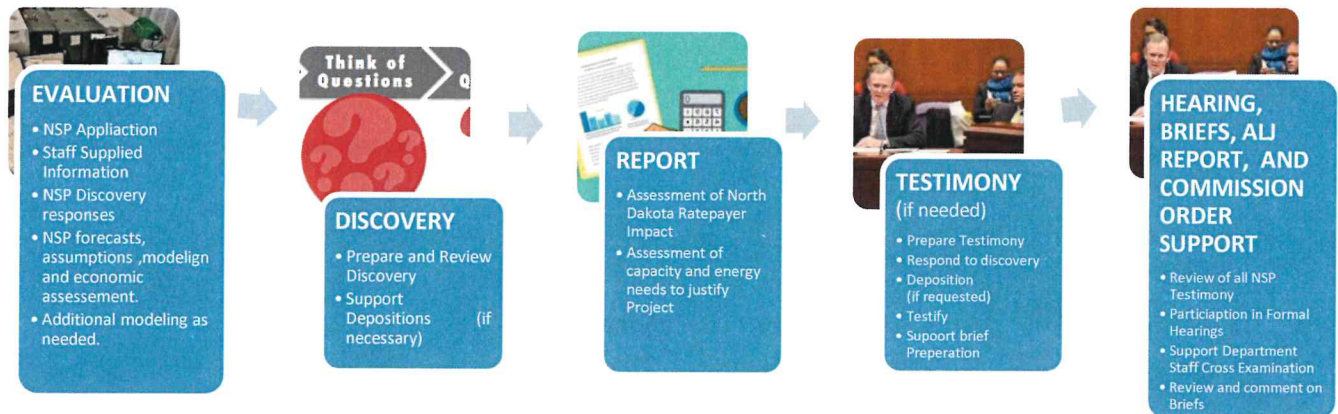 EVALUATION
• NSP Appliaction
• Staff Supplied
Information
• NSP Discovery
responses
• NSP forecasts,
assumptions ,modelign
and economic
assessement.
• Additional modeling as
needed.
Think of
Questions
Q
DISCOVERY
• Prepare and Review
Discovery
• Support
Depositions (if
necessary)
REPORT
• Assessment of North
Dakota Ratepayer
Impact
• Assessment of
capacity and energy
needs to justify
Project
TESTIMONY
(if needed)
• Prepare Testimony
• Respond to discovery
• Deposition
(if requested)
• Testify
• Supoort brief
Preperation
HEARING,
BRIEFS, ALJ
REPORT, AND
COMMISSION
ORDER
SUPPORT
• Review of all NSP
Testimony
• Particiaption in Formal
Hearings
• Support Department
Staff Cross Examination
• Review and comment on
Briefs